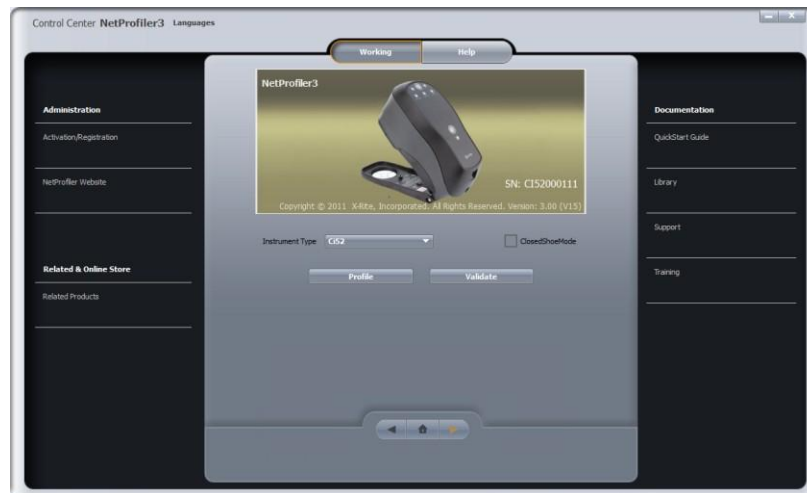 Control Center NetProfiler3 Languages
Working
Help
Administration
Activation/Registration
NetProfiler Website
Related & Online Store
Related Products
NetProfiler3
SN: CI52000111
Copyright © 2011 X-Rite, Incorporated. All Rights Reserved. Version: 3.00 (V15)
Instrument Type
Ci52
ClosedShoeMode
Profile
Validate
Documentation
QuickStart Guide
Library
Support
Training